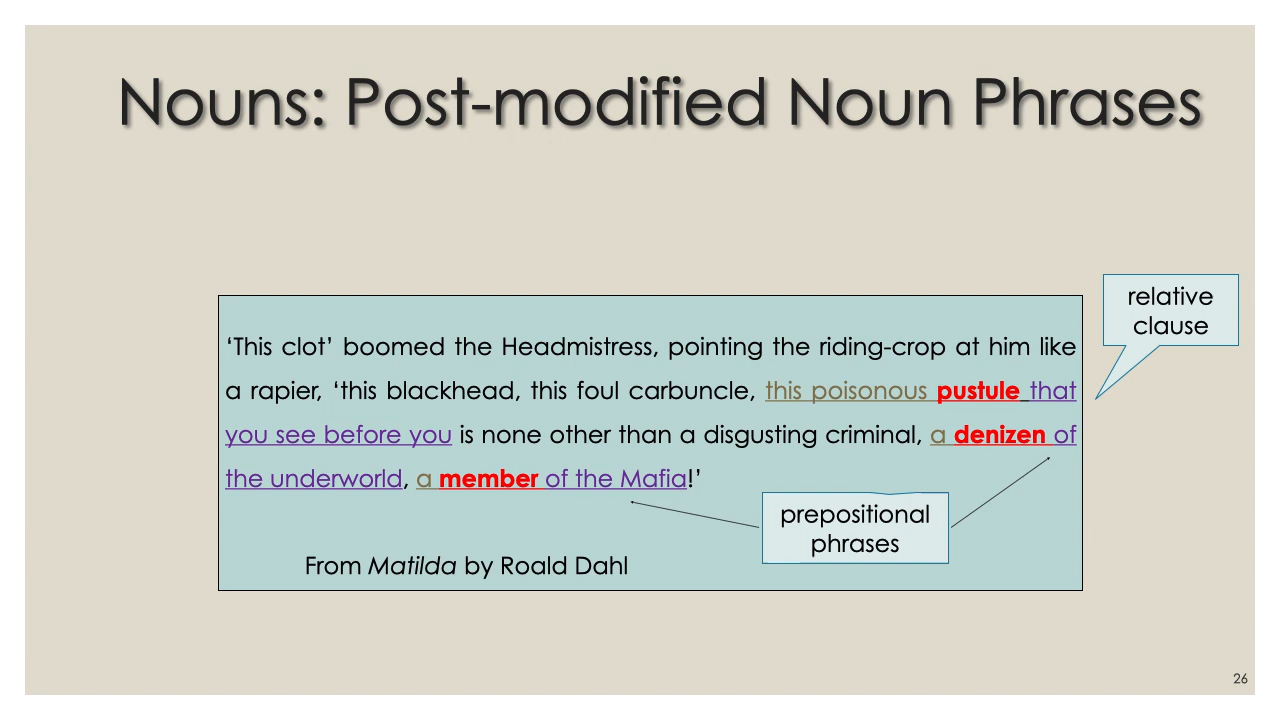 Nouns: Post-modified Noun Phrases
relative
clause
‘This clot’ boomed the Headmistress, pointing the riding-crop at him like
a rapier, ‘this blackhead, this foul carbuncle, this poisonous pustule that
you see before you is none other than a disgusting criminal, a denizen of
the underworld, a member of the Mafia!’
prepositional
phrases
From Matilda by Roald Dahl
26